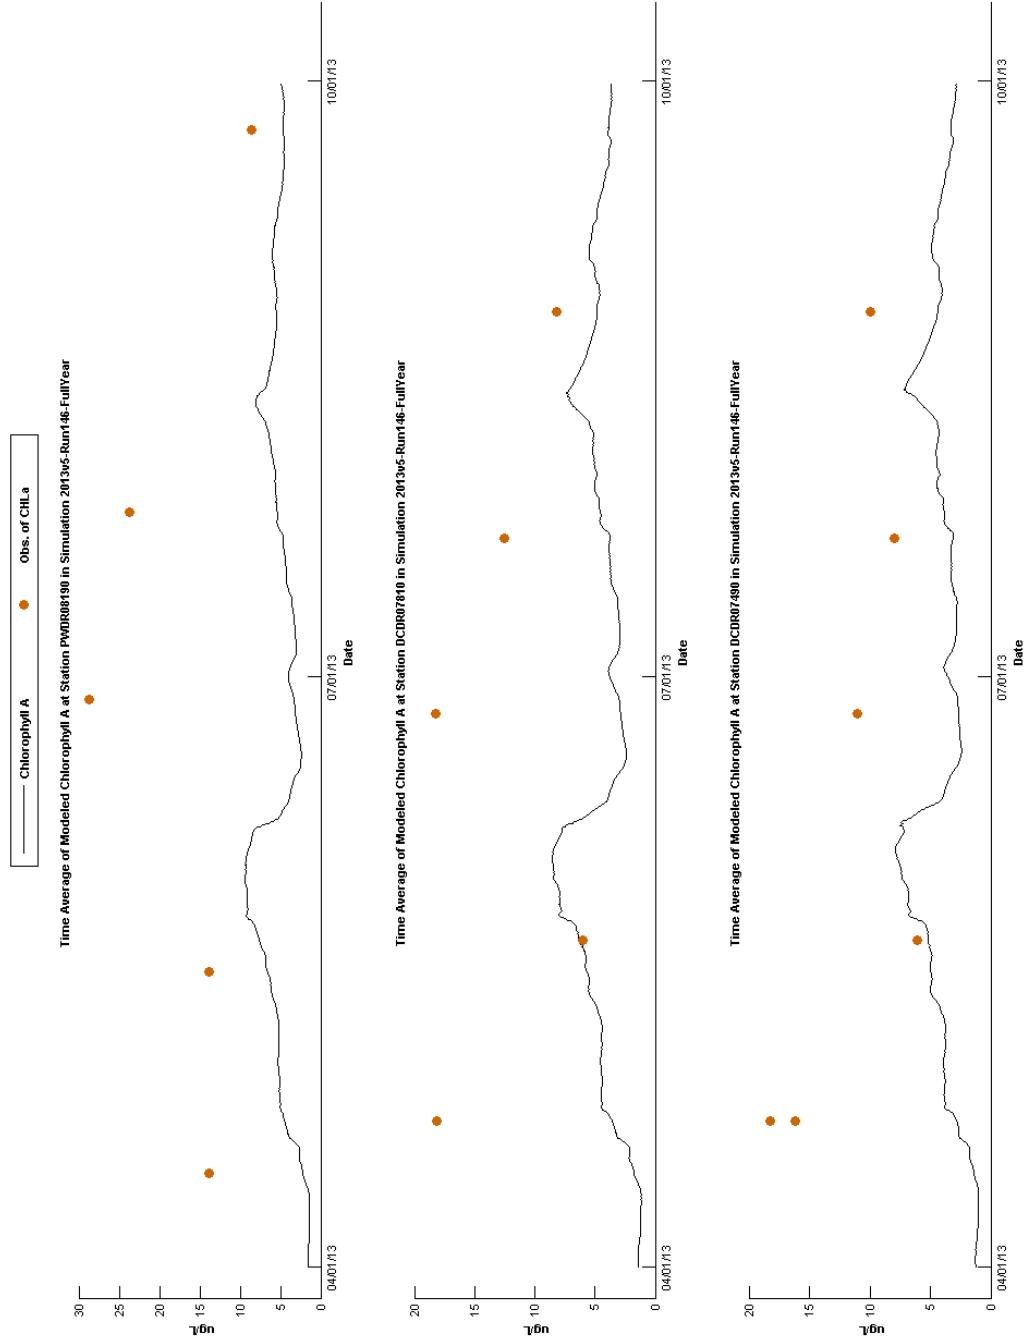 Chlorophyll A Obs. of CHLa
Time Average of Modeled Chlorophyll A at Station PWDR08190 in Simulation 2013v5-Run146-FullYear
30
25
20
15
10
5
0
ug/L
04/01/13 07/01/13 10/01/13
Date
Time Average of Modeled Chlorophyll A at Station DCDR07810 in Simulation 2013v5-Run146-FullYear
20
15
10
5
0
ug/L
04/01/13 07/01/13 10/01/13
Date
Time Average of Modeled Chlorophyll A at Station DCDR07490 in Simulation 2013v5-Run146-FullYear
20
15
10
5
0
ug/L
04/01/13 07/01/13 10/01/13
Date